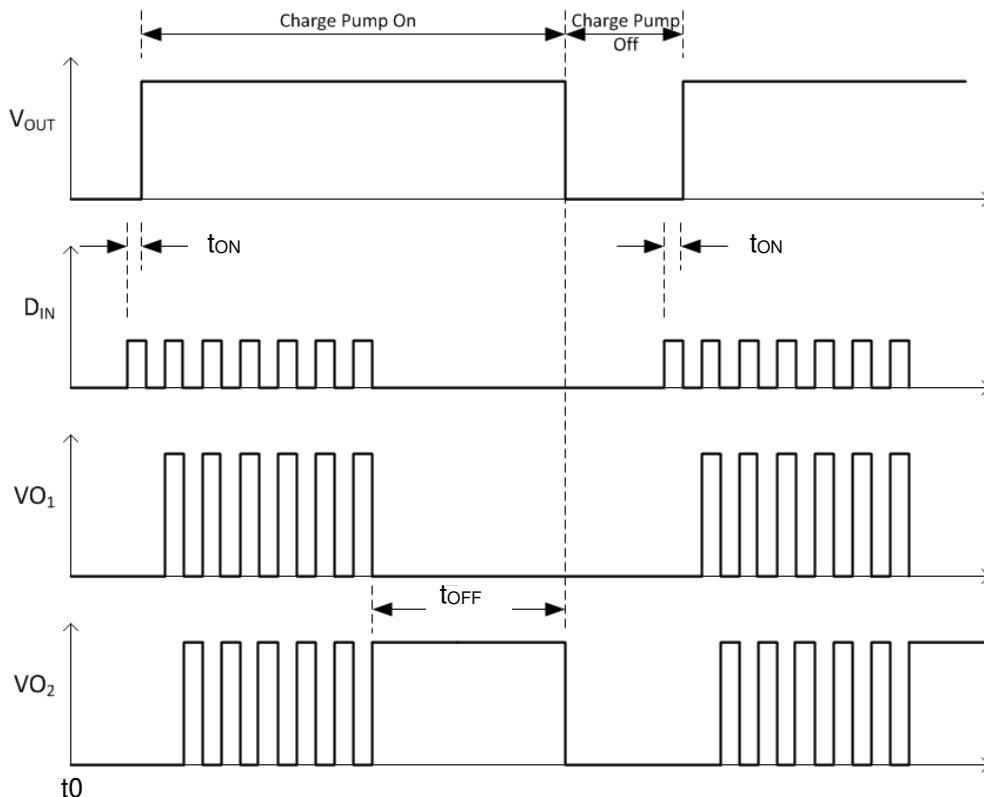 Charge Pump On
Charge Pump
Off
VOUT
tON
tON
DIN
VO1
tOFF
VO2
t0